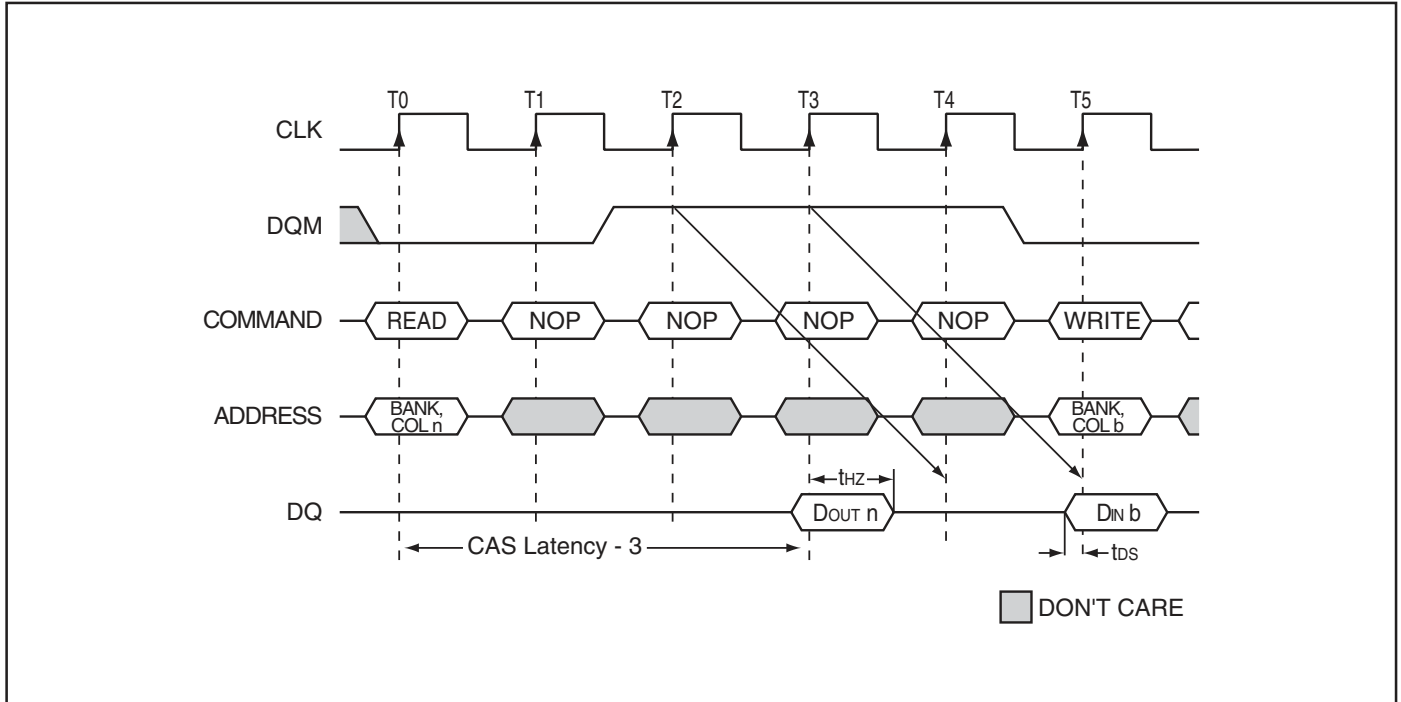 T0 T1 T2 T3 T4 T5
CLK
DQM
COMMAND READ NOP NOP NOP NOP WRITE
ADDRESS BANK, COL n BANK, COL b
tHZ
DQ DOUT n DIN b
CAS Latency - 3 tDS
DON'T CARE